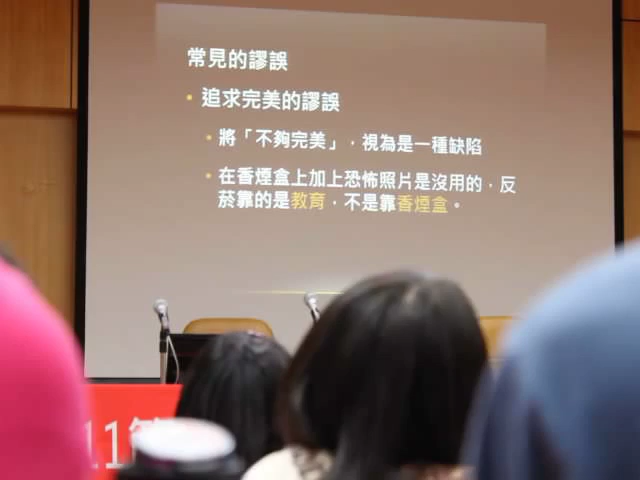 常見的謬誤
追求完美的謬誤
將「不夠完美」，視為是一種缺陷
在香煙盒上加上恐怖照片是沒用的，反
菸靠的是教育，不是靠香煙盒。
11